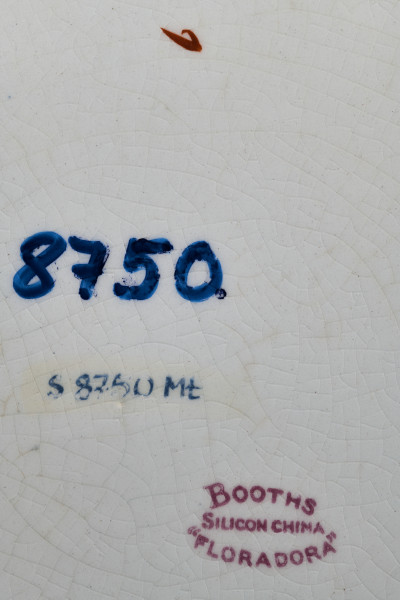 8750.
S 8750 Mt
BOOTHS
SILICON CHINA
"FLORADORA"